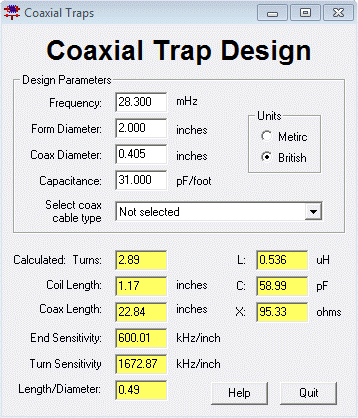 Coaxial Traps
Coaxial Trap Design
Design Parameters
Frequency: 28.300 mHz
Form Diameter: 2.000 inches
Coax Diameter: 0.405 inches
Capacitance: 31.000 pF/foot
Units
Metirc
British
Select coax
cable type
Not selected
Calculated: Turns: 2.89
Coil Length: 1.17 inches
Coax Length: 22.84 inches
End Sensitivity: 600.01 kHz/inch
Turn Sensitivity 1672.87 kHz/inch
Length/Diameter: 0.49
L: 0.536 uH
C: 58.99 pF
X: 95.33 ohms
Help
Quit